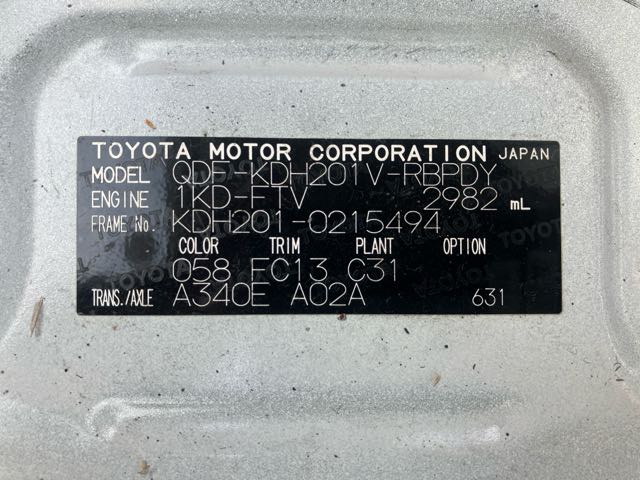 TOYOTA MOTOR CORPORATION JAPAN
MODEL QDF-KDH201V-RBPDY
ENGINE 1KD-FTV 2982 mL
FRAME No. KDH201-0215494
COLOR TRIM PLANT OPTION
058 FC13 C31
TRANS./AXLE A340E A02A 631